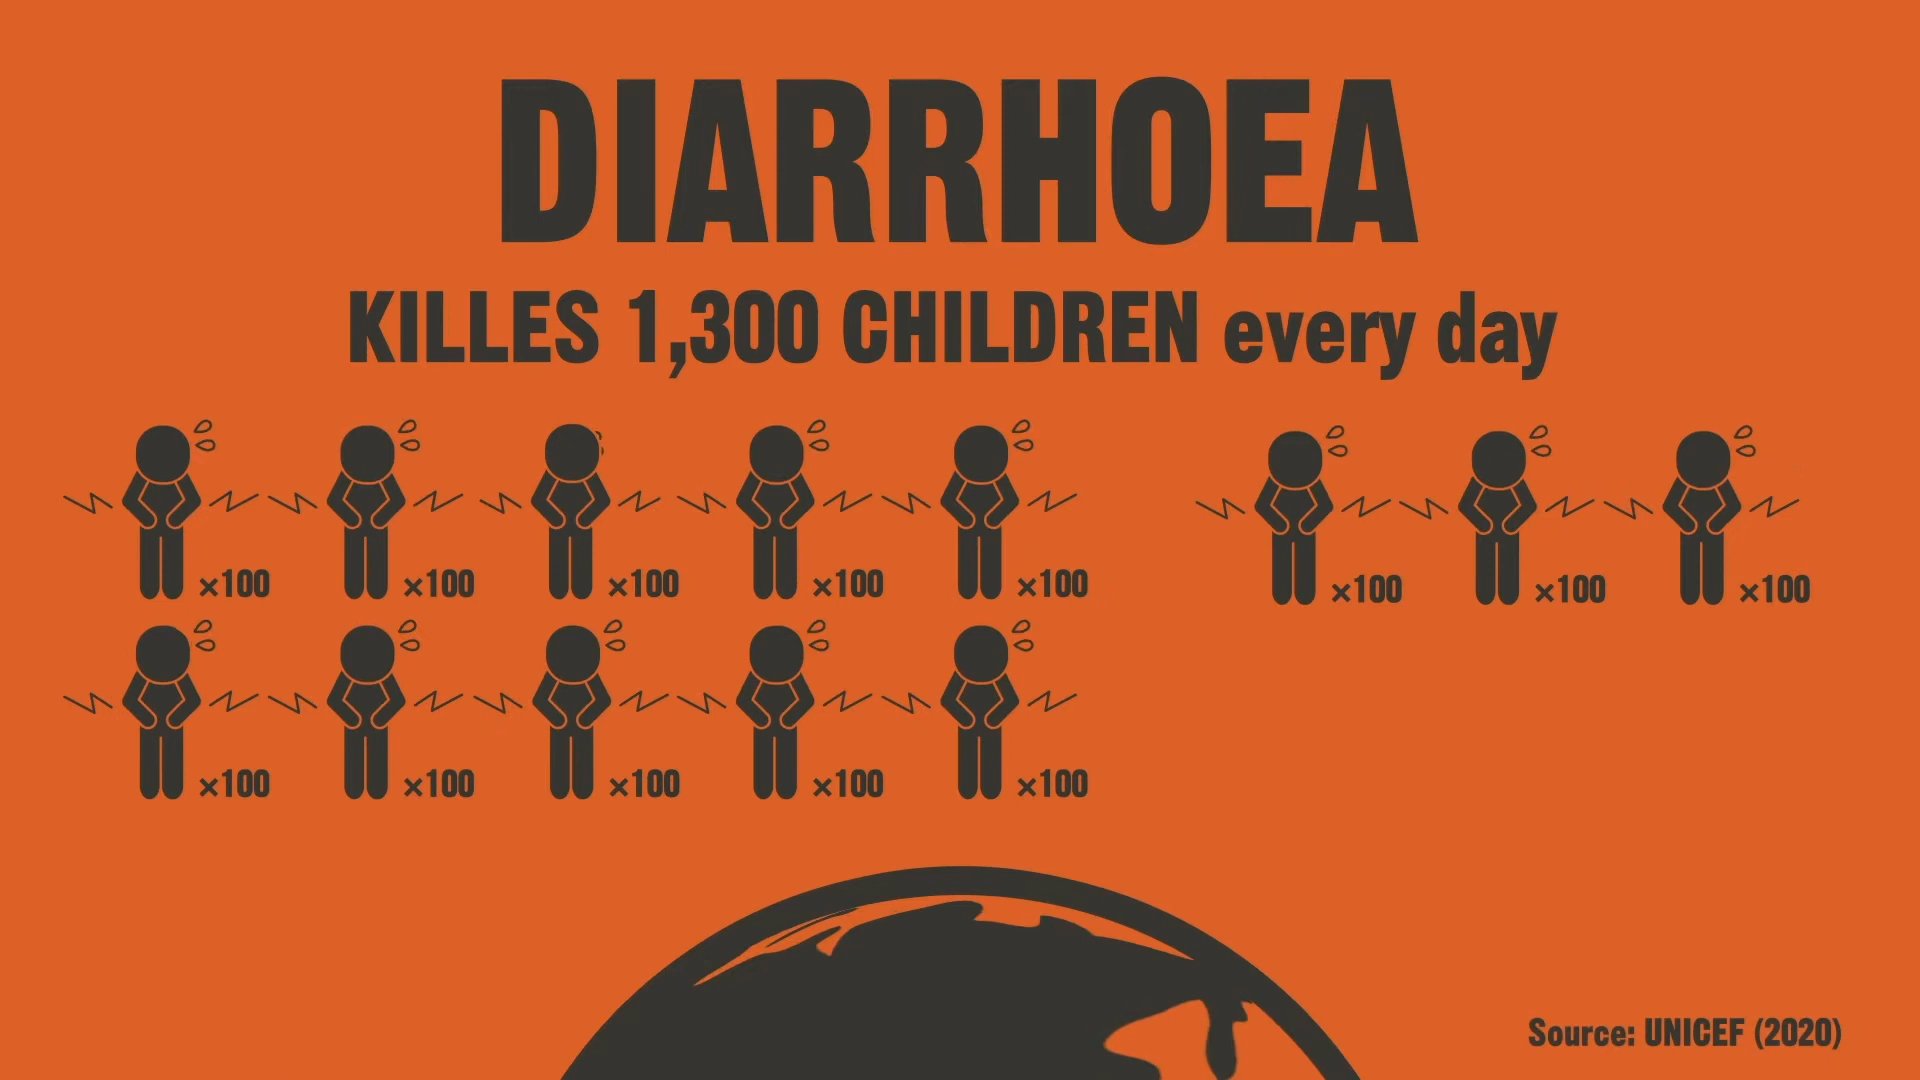 DIARRHOEA
KILLES 1,300 CHILDREN every day
×100 ×100 ×100 ×100 ×100 ×100 ×100 ×100
×100 ×100 ×100 ×100 ×100
Source: UNICEF (2020)